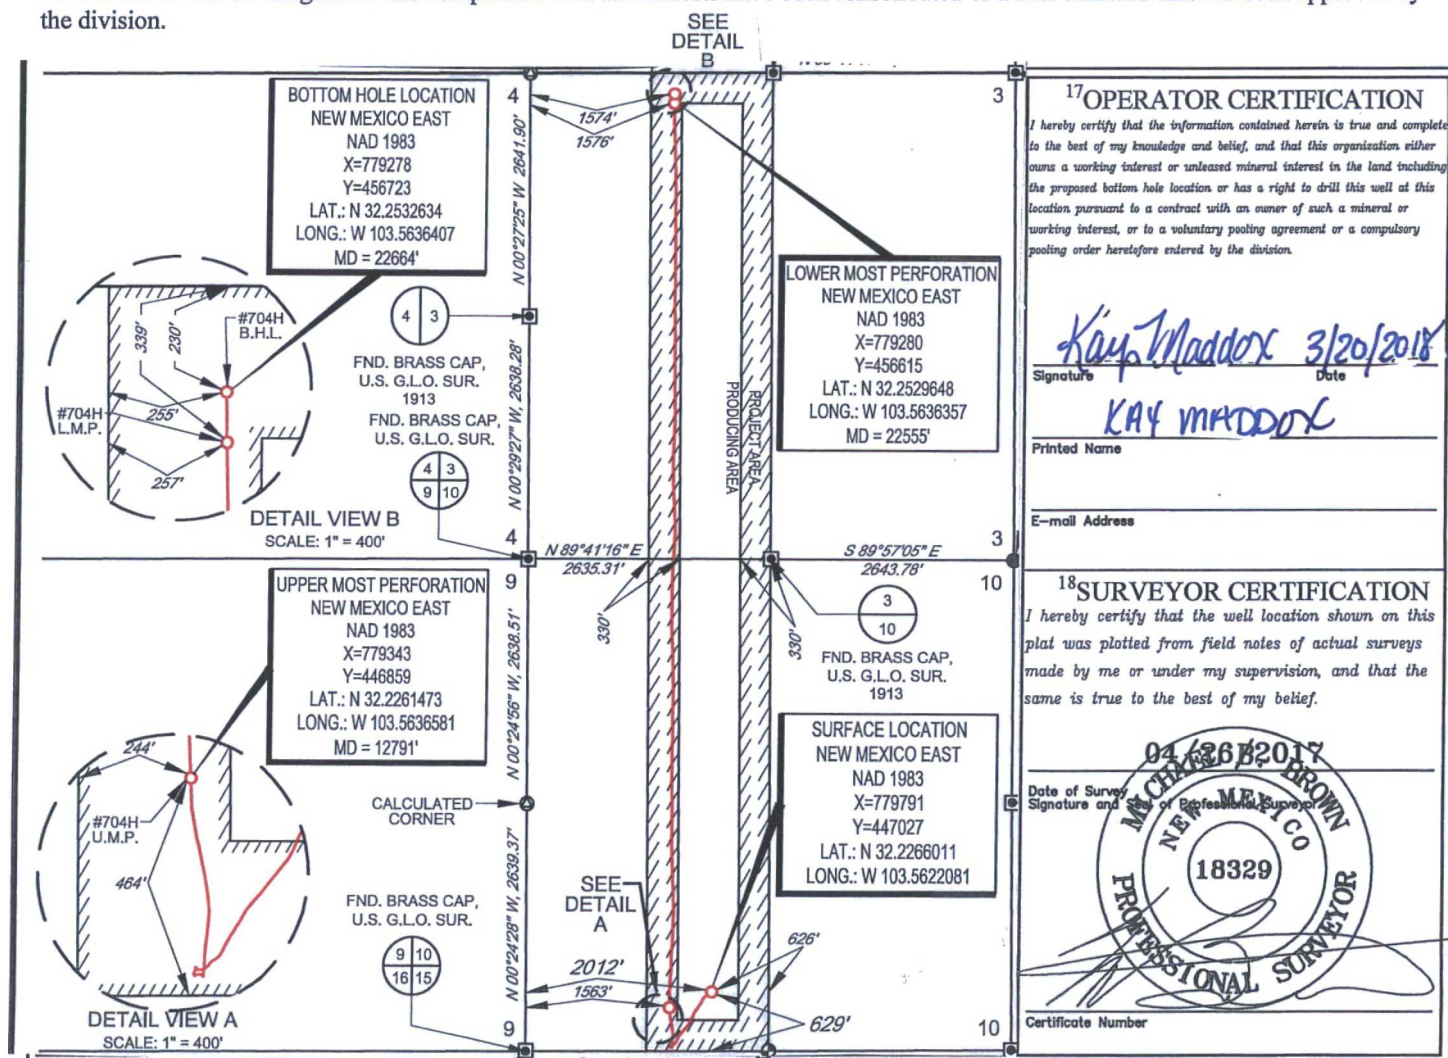 the division.
SEE
DETAIL
B
BOTTOM HOLE LOCATION
NEW MEXICO EAST
NAD 1983
X=779278
Y=456723
LAT.: N 32.2532634
LONG.: W 103.5636407
MD = 22664'
4
1574'
1576'
3
N 00°27'25" W 2641.90'
339'
230'
#704H
B.H.L.
255'
#704H
L.M.P.
257'
DETAIL VIEW B
SCALE: 1" = 400'
4 3
FND. BRASS CAP,
U.S. G.L.O. SUR.
1913
FND. BRASS CAP,
U.S. G.L.O. SUR.
4 3
9 10
N 00°29'27" W, 2638.28'
4
LOWER MOST PERFORATION
NEW MEXICO EAST
NAD 1983
X=779280
Y=456615
LAT.: N 32.2529648
LONG.: W 103.5636357
MD = 22555'
PROJECT AREA
PRODUCING AREA
3
N 89°41'16" E
2635.31'
S 89°57'05" E
2643.78'
9
10
330'
330'
3
10
FND. BRASS CAP,
U.S. G.L.O. SUR.
1913
UPPER MOST PERFORATION
NEW MEXICO EAST
NAD 1983
X=779343
Y=446859
LAT.: N 32.2261473
LONG.: W 103.5636581
MD = 12791'
N 00°24'56" W, 2638.51'
244'
#704H
U.M.P.
464'
DETAIL VIEW A
SCALE: 1" = 400'
CALCULATED
CORNER
FND. BRASS CAP,
U.S. G.L.O. SUR.
9 10
16 15
N 00°24'28" W, 2639.37'
9
SURFACE LOCATION
NEW MEXICO EAST
NAD 1983
X=779791
Y=447027
LAT.: N 32.2266011
LONG.: W 103.5622081
SEE
DETAIL
A
2012'
1563'
626'
629'
10
17OPERATOR CERTIFICATION
I hereby certify that the information contained herein is true and complete
to the best of my knowledge and belief, and that this organization either
owns a working interest or unleased mineral interest in the land including
the proposed bottom hole location or has a right to drill this well at this
location pursuant to a contract with an owner of such a mineral or
working interest, or to a voluntary pooling agreement or a compulsory
pooling order heretofore entered by the division.
Kay Maddox 3/20/2018
Signature Date
KAY MADDOX
Printed Name
E-mail Address
18SURVEYOR CERTIFICATION
I hereby certify that the well location shown on this
plat was plotted from field notes of actual surveys
made by me or under my supervision, and that the
same is true to the best of my belief.
04/26/2017
Date of Survey
Signature and Seal of Professional Surveyor
MICHAEL B. BROWN
NEW MEXICO
18329
PROFESSIONAL SURVEYOR
Certificate Number